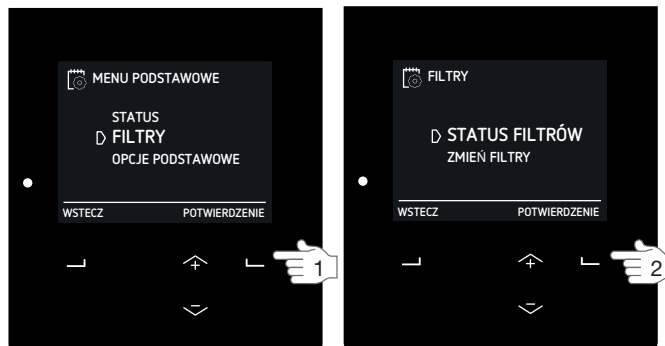 MENU PODSTAWOWE
STATUS
FILTRY
OPCJE PODSTAWOWE
WSTECZ POTWIERDZENIE
1
FILTRY
STATUS FILTRÓW
ZMIEŃ FILTRY
WSTECZ POTWIERDZENIE
2